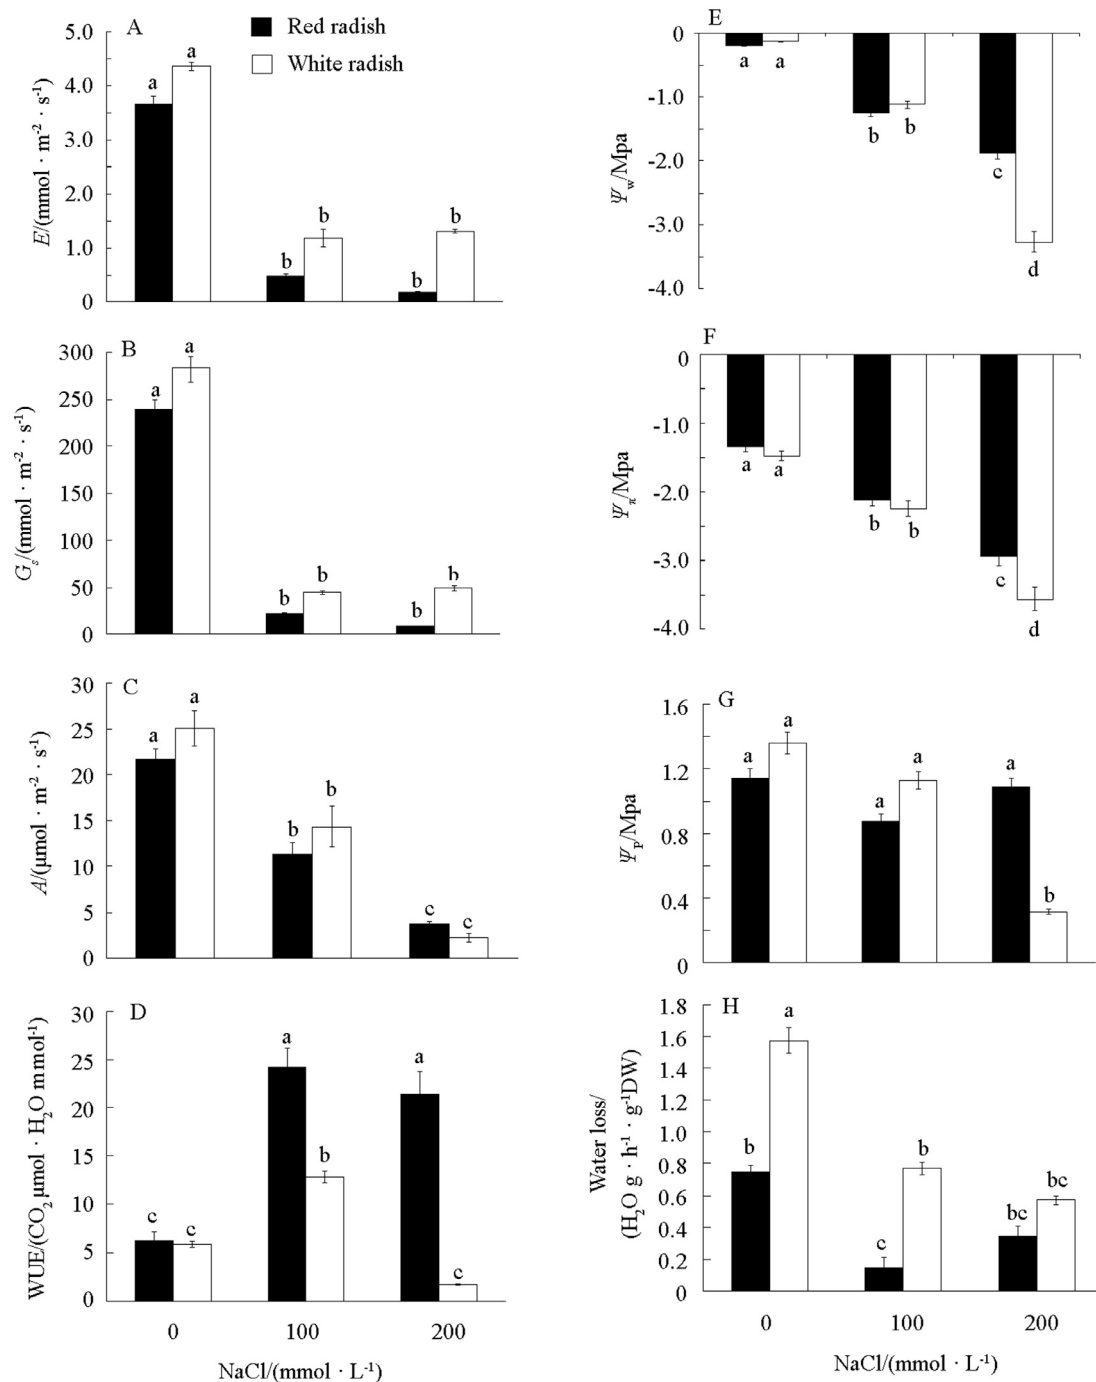 A
Red radish
White radish
5.0
4.0
3.0
2.0
1.0
0
E/(mmol · m⁻² · s⁻¹)
a
a
b
b
b
b
B
300
250
200
150
100
50
0
Gₛ/(mmol · m⁻² · s⁻¹)
a
a
b
b
b
b
C
30
25
20
15
10
5
0
A/(μmol · m⁻² · s⁻¹)
a
a
b
b
c
c
D
30
25
20
15
10
5
0
WUE/(CO₂ μmol · H₂O mmol⁻¹)
c
c
a
b
a
c
0
100
200
NaCl/(mmol · L⁻¹)
E
0
-1.0
-2.0
-3.0
-4.0
Ψw/Mpa
a
a
b
b
c
d
F
0
-1.0
-2.0
-3.0
-4.0
Ψπ/Mpa
a
a
b
b
c
d
G
1.6
1.2
0.8
0.4
0
Ψp/Mpa
a
a
a
a
a
b
H
1.8
1.6
1.4
1.2
1.0
0.8
0.6
0.4
0.2
0
Water loss/
(H₂O g · h⁻¹ · g⁻¹DW)
b
a
c
b
bc
bc
0
100
200
NaCl/(mmol · L⁻¹)